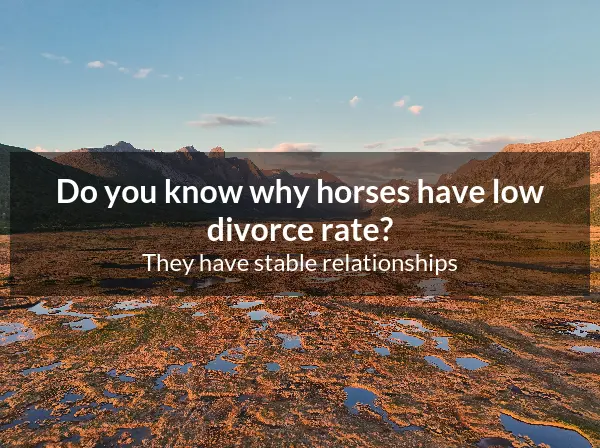 Do you know why horses have low
divorce rate?
They have stable relationships